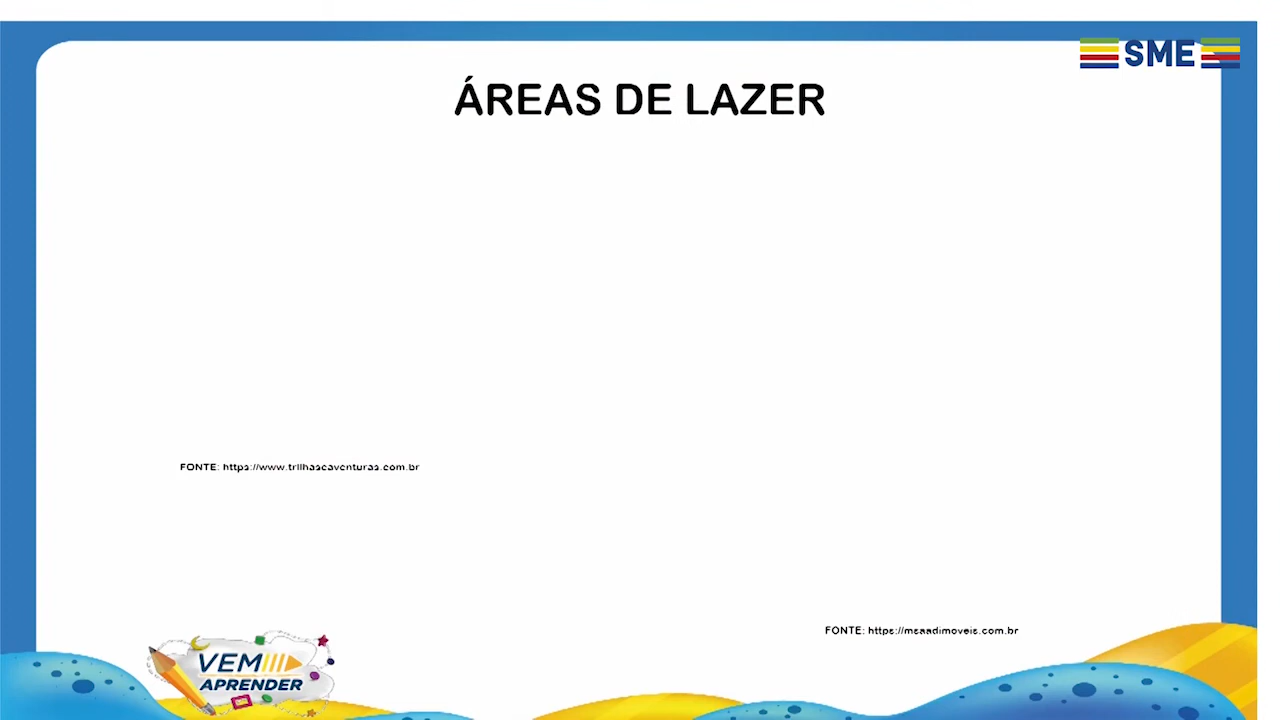 SME
ÁREAS DE LAZER
FONTE: https://www.trilhaseaventuras.com.br
FONTE: https://msaadimoveis.com.br
VEM
APRENDER